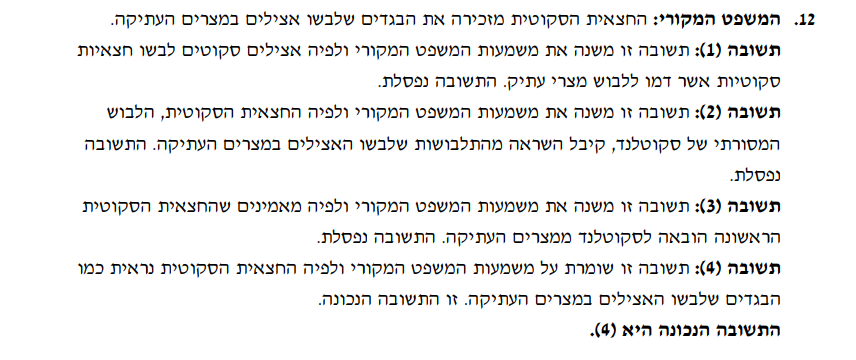 12. המשפט המקורי: החצאית הסקוטית מזכירה את הבגדים שלבשו אצילים במצרים העתיקה.
תשובה (1): תשובה זו משנה את משמעות המשפט המקורי ולפיה אצילים סקוטים לבשו חצאיות
סקוטיות אשר דמו ללבוש מצרי עתיק. התשובה נפסלת.
תשובה (2): תשובה זו משנה את משמעות המשפט המקורי ולפיה החצאית הסקוטית, הלבוש
המסורתי של סקוטלנד, קיבל השראה מהתלבושות שלבשו האצילים במצרים העתיקה. התשובה
נפסלת.
תשובה (3): תשובה זו משנה את משמעות המשפט המקורי ולפיה מאמינים שהחצאית הסקוטית
הראשונה הובאה לסקוטלנד ממצרים העתיקה. התשובה נפסלת.
תשובה (4): תשובה זו שומרת על משמעות המשפט המקורי ולפיה החצאית הסקוטית נראית כמו
הבגדים שלבשו האצילים במצרים העתיקה. זו התשובה הנכונה.
התשובה הנכונה היא (4).